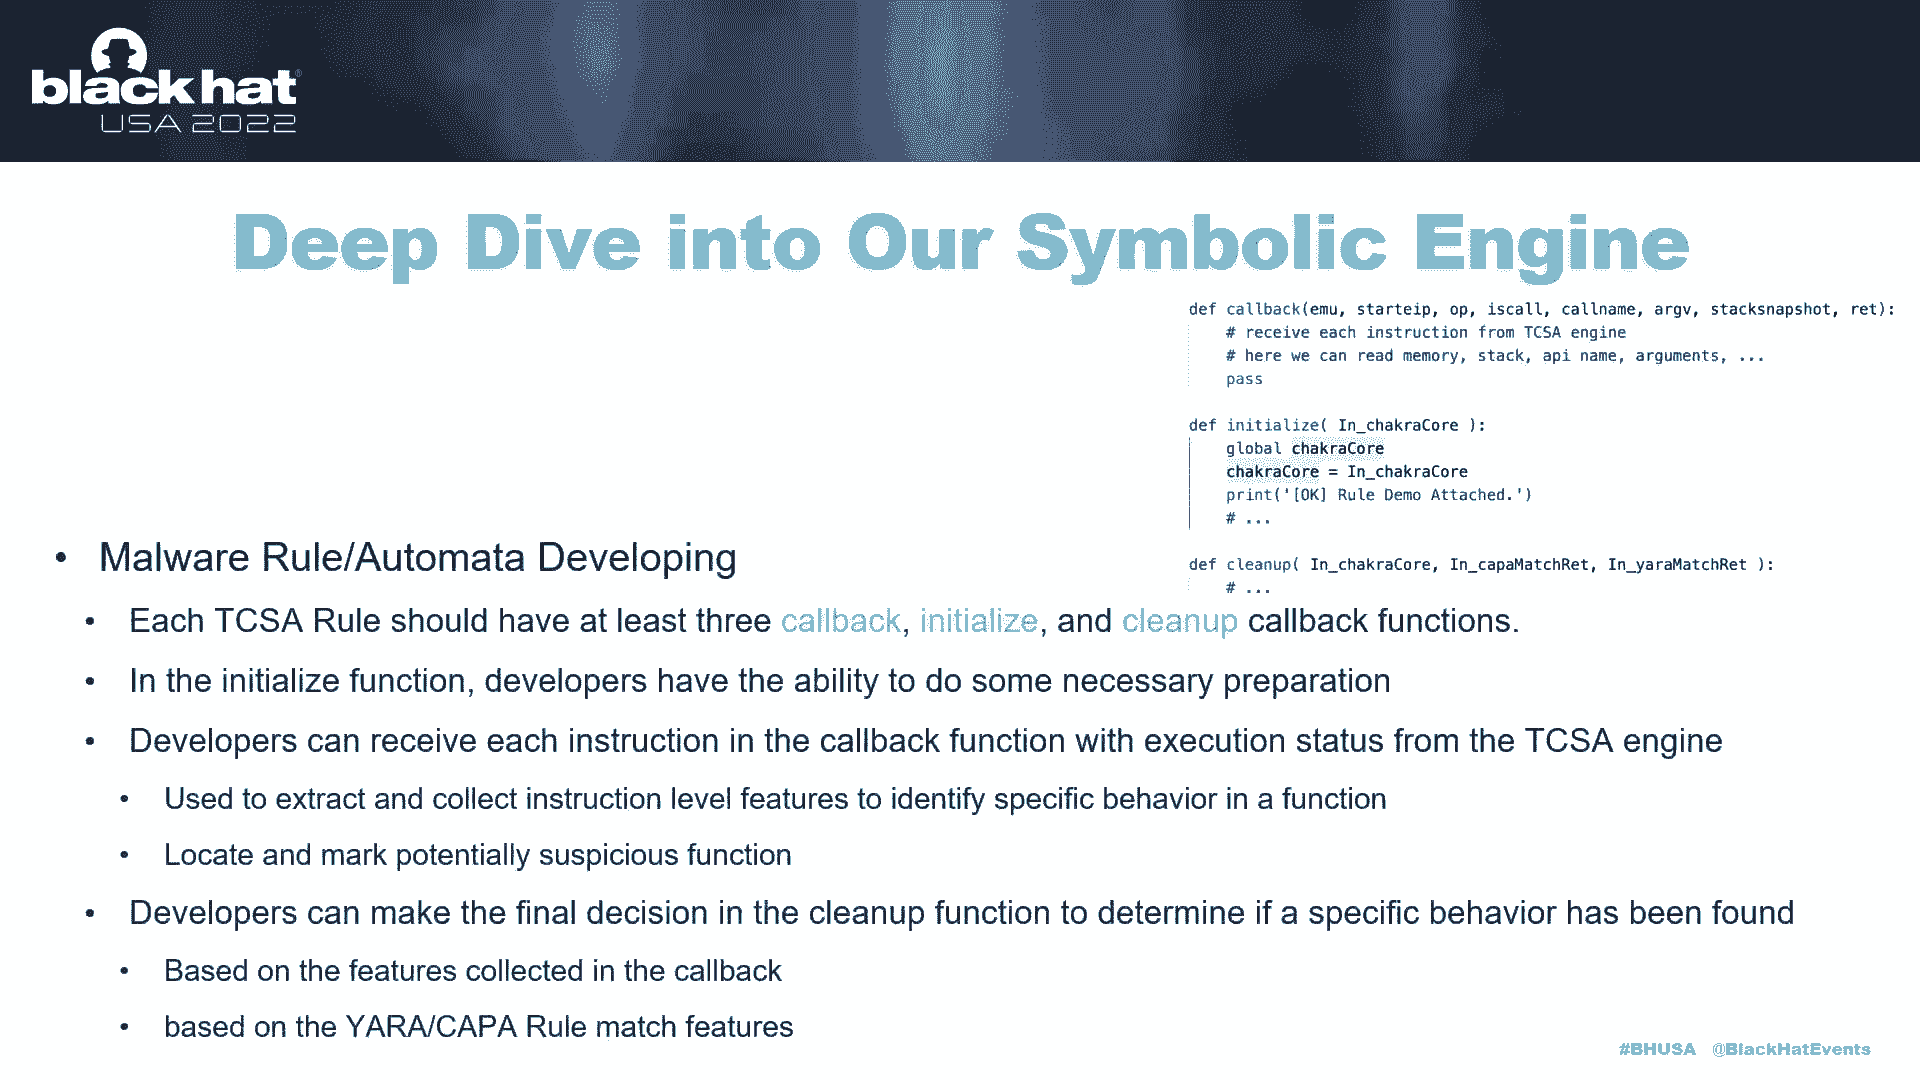 black hat®
USA 2022
Deep Dive into Our Symbolic Engine
def callback(emu, starteip, op, iscall, callname, argv, stacksnapshot, ret):
# receive each instruction from TCSA engine
# here we can read memory, stack, api name, arguments, ...
pass
def initialize( In_chakraCore ):
global chakraCore
chakraCore = In_chakraCore
print('[OK] Rule Demo Attached.')
# ...
def cleanup( In_chakraCore, In_capaMatchRet, In_yaraMatchRet ):
# ...
• Malware Rule/Automata Developing
• Each TCSA Rule should have at least three callback, initialize, and cleanup callback functions.
• In the initialize function, developers have the ability to do some necessary preparation
• Developers can receive each instruction in the callback function with execution status from the TCSA engine
• Used to extract and collect instruction level features to identify specific behavior in a function
• Locate and mark potentially suspicious function
• Developers can make the final decision in the cleanup function to determine if a specific behavior has been found
• Based on the features collected in the callback
• based on the YARA/CAPA Rule match features
#BHUSA @BlackHatEvents